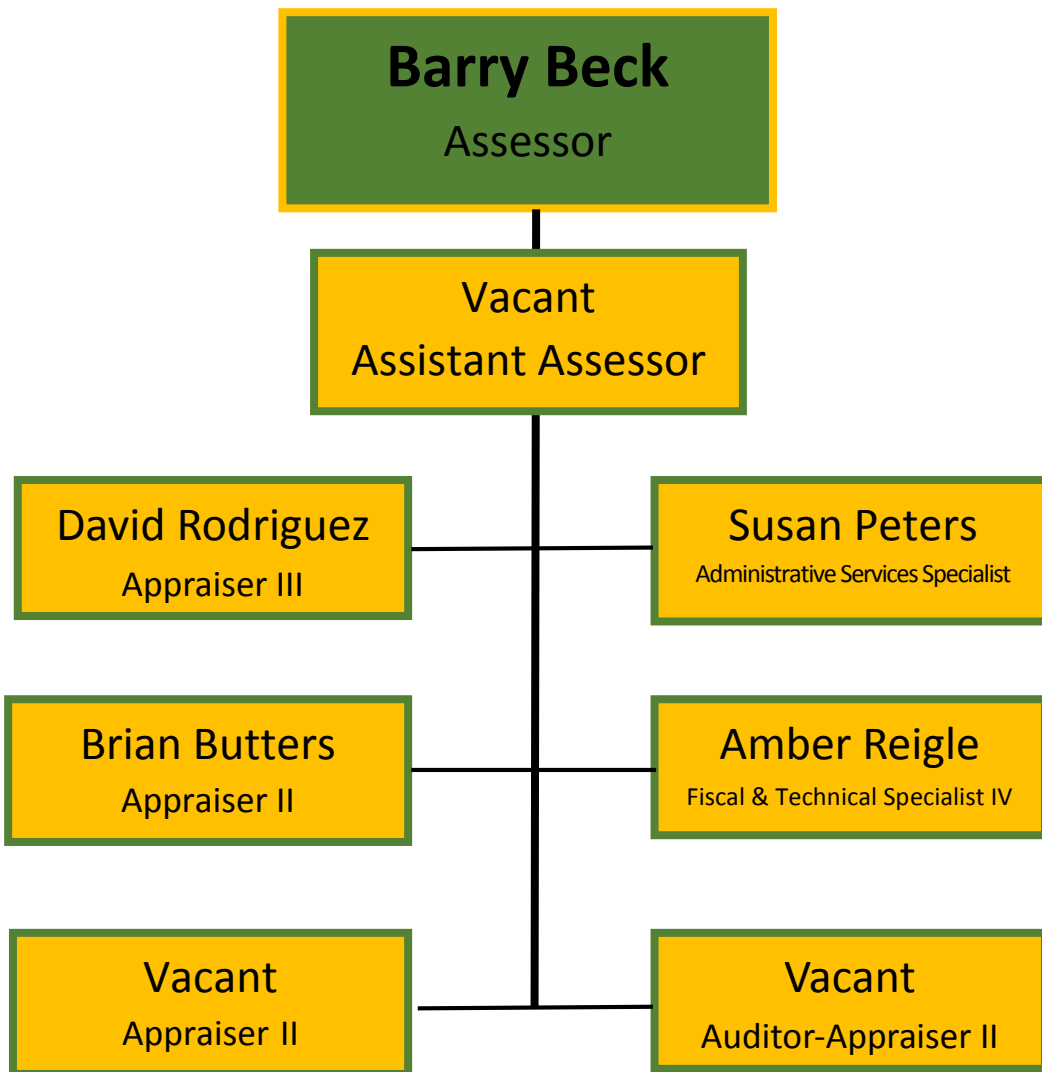 Barry Beck
Assessor
Vacant
Assistant Assessor
David Rodriguez
Appraiser III
Susan Peters
Administrative Services Specialist
Brian Butters
Appraiser II
Amber Reigle
Fiscal & Technical Specialist IV
Vacant
Appraiser II
Vacant
Auditor-Appraiser II